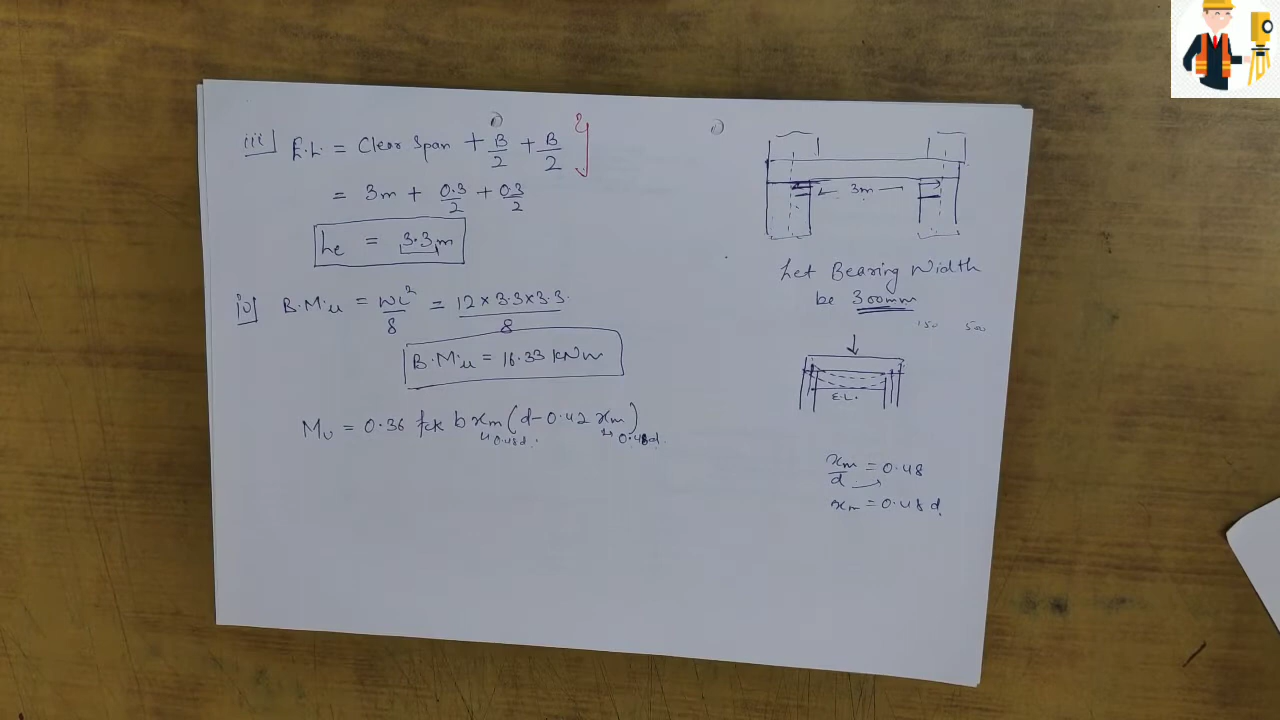 iii] E.L. = Clear Span + B/2 + B/2
= 3m + 0.3/2 + 0.3/2
Le = 3.3m
iv] B.Mu = wl²/8 = 12 × 3.3 × 3.3/8
B.Mu = 16.33 kNm
Mu = 0.36 fck b xm (d - 0.42 xm)
0.48d. 0.48d.
3m
Let Bearing Width
be 300mm
150 500
E.L.
xm/d = 0.48
xm = 0.48 d